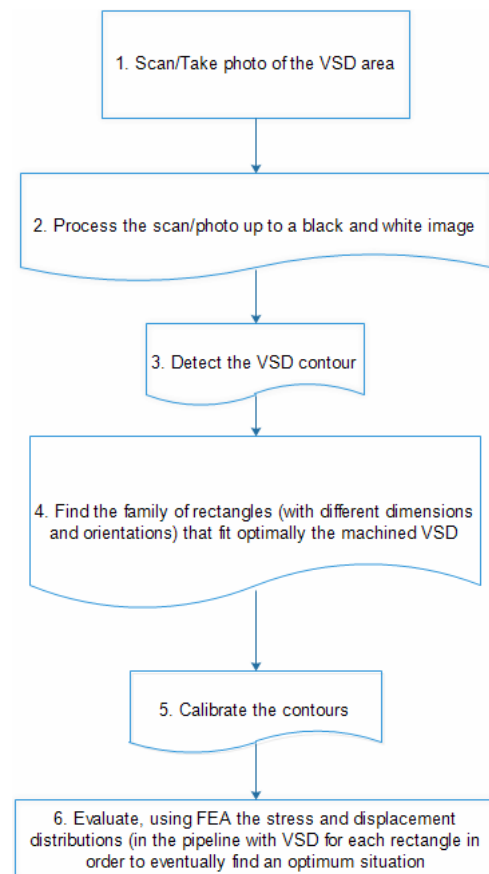 1. Scan/Take photo of the VSD area
2. Process the scan/photo up to a black and white image
3. Detect the VSD contour
4. Find the family of rectangles (with different dimensions
and orientations) that fit optimally the machined VSD
5. Calibrate the contours
6. Evaluate, using FEA the stress and displacement
distributions (in the pipeline with VSD for each rectangle in
order to eventually find an optimum situation